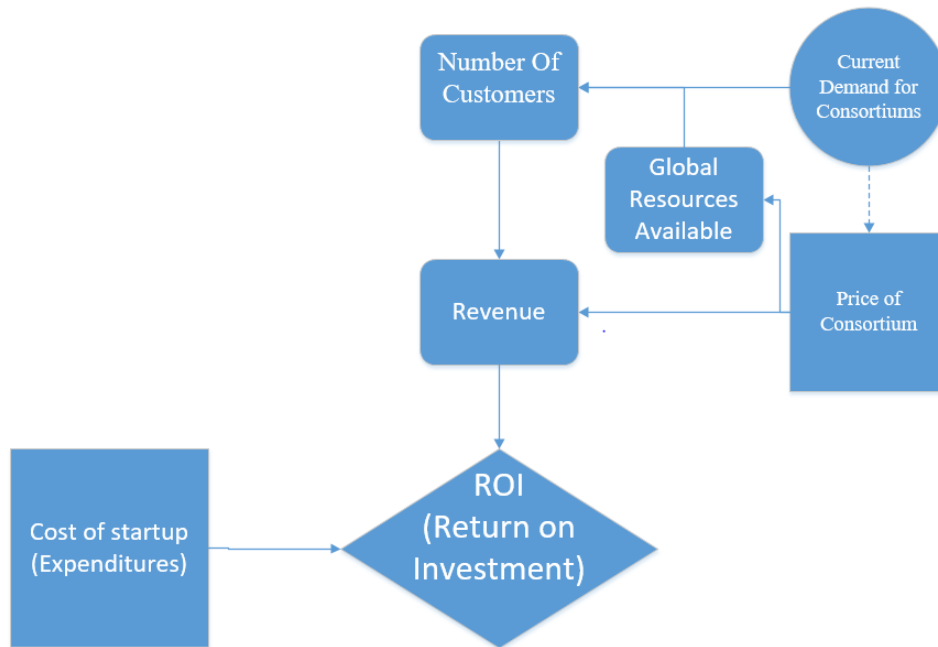 Number Of
Customers
Current
Demand for
Consortiums
Global
Resources
Available
Revenue
Price of
Consortium
ROI
(Return on
Investment)
Cost of startup
(Expenditures)